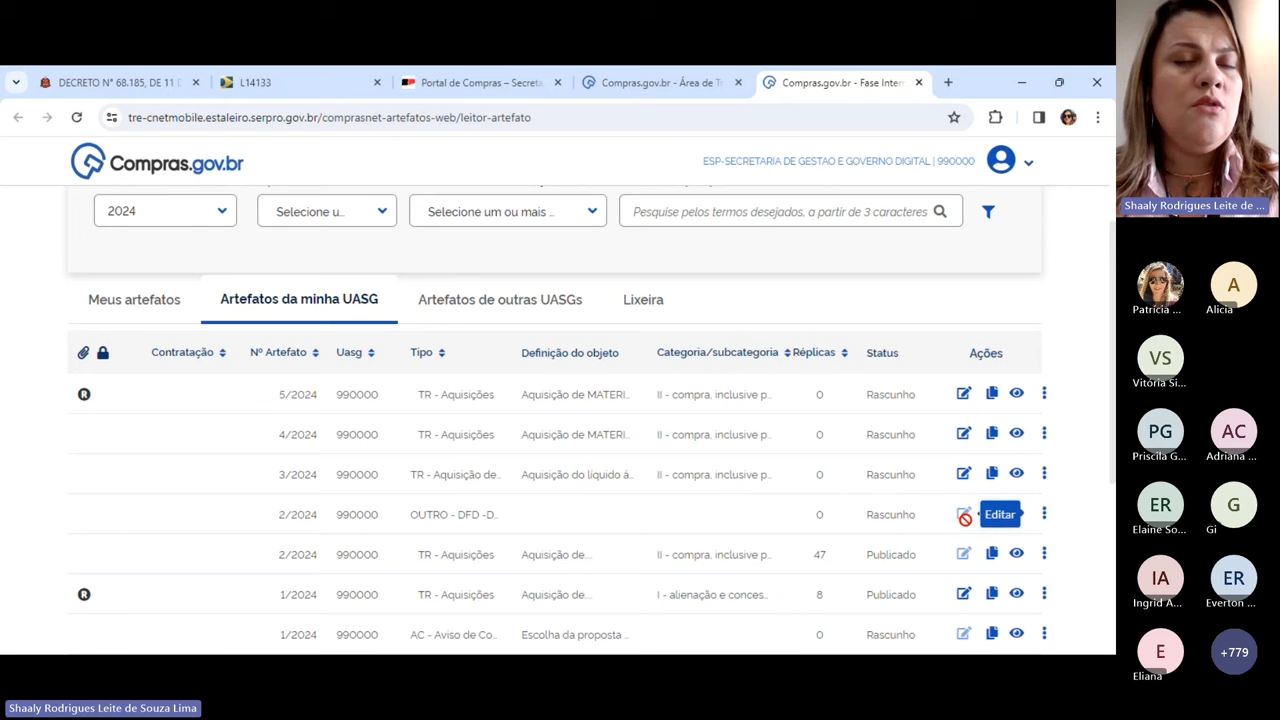 DECRETO N° 68.185, DE 11
L14133
Portal de Compras – Secreta
Compras.gov.br - Área de T
Compras.gov.br - Fase Inter
tre-cnetmobile.estaleiro.serpro.gov.br/comprasnet-artefatos-web/leitor-artefato
Compras.gov.br
ESP-SECRETARIA DE GESTAO E GOVERNO DIGITAL | 990000
2024 Selecione u... Selecione um ou mais ... Pesquise pelos termos desejados, a partir de 3 caracteres
Meus artefatos Artefatos da minha UASG Artefatos de outras UASGs Lixeira
Contratação Nº Artefato Uasg Tipo Definição do objeto Categoria/subcategoria Réplicas Status Ações
R 5/2024 990000 TR - Aquisições Aquisição de MATERI... II - compra, inclusive p... 0 Rascunho
4/2024 990000 TR - Aquisições Aquisição de MATERI... II - compra, inclusive p... 0 Rascunho
3/2024 990000 TR - Aquisição de... Aquisição do líquido á... II - compra, inclusive p... 0 Rascunho
2/2024 990000 OUTRO - DFD -D... 0 Rascunho Editar
2/2024 990000 TR - Aquisições Aquisição de.... II - compra, inclusive p... 47 Publicado
R 1/2024 990000 TR - Aquisições Aquisição de.... I - alienação e conces... 8 Publicado
1/2024 990000 AC - Aviso de Co... Escolha da proposta ... 0 Rascunho
Shaaly Rodrigues Leite de ...
Patrícia ...
A
Alicia
VS
Vitória Si...
PG
Priscila G...
AC
Adriana ...
ER
Elaine So...
G
Gi
IA
Ingrid A...
ER
Everton ...
E
Eliana
+779
Shaaly Rodrigues Leite de Souza Lima